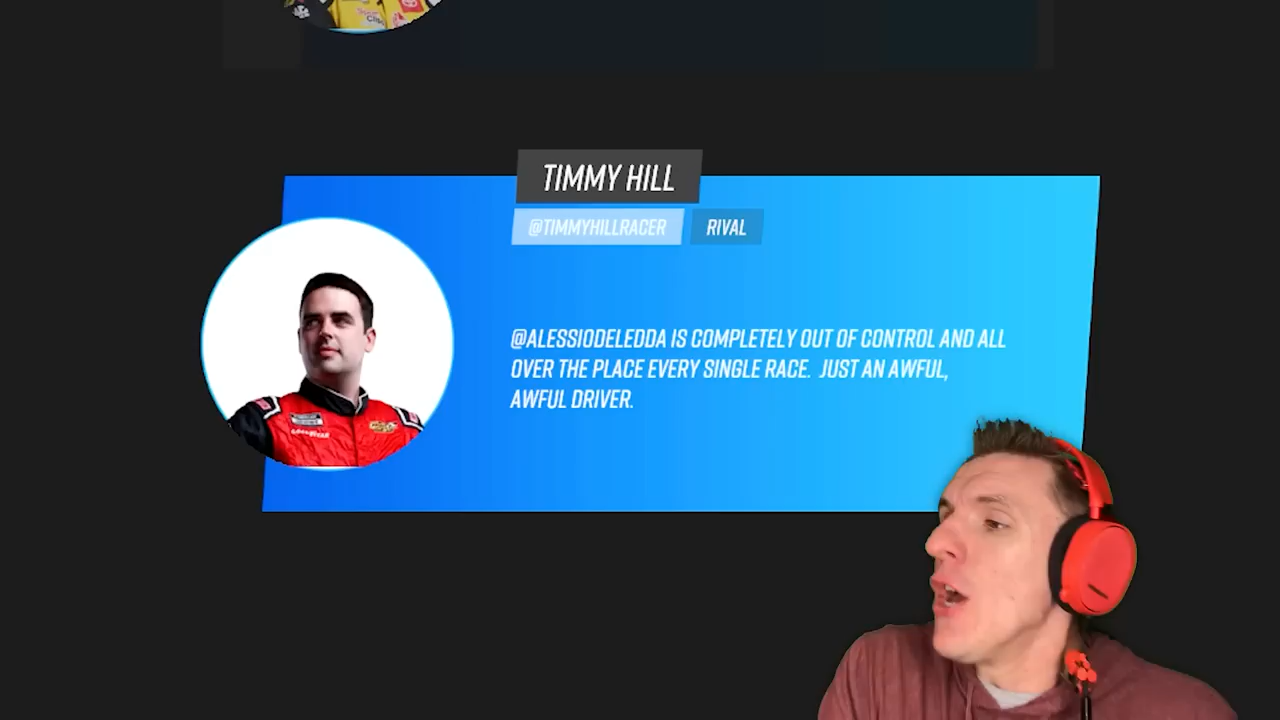 TIMMY HILL
@TIMMYHILLRACER RIVAL
@ALESSIODELEDDA IS COMPLETELY OUT OF CONTROL AND ALL
OVER THE PLACE EVERY SINGLE RACE. JUST AN AWFUL,
AWFUL DRIVER.